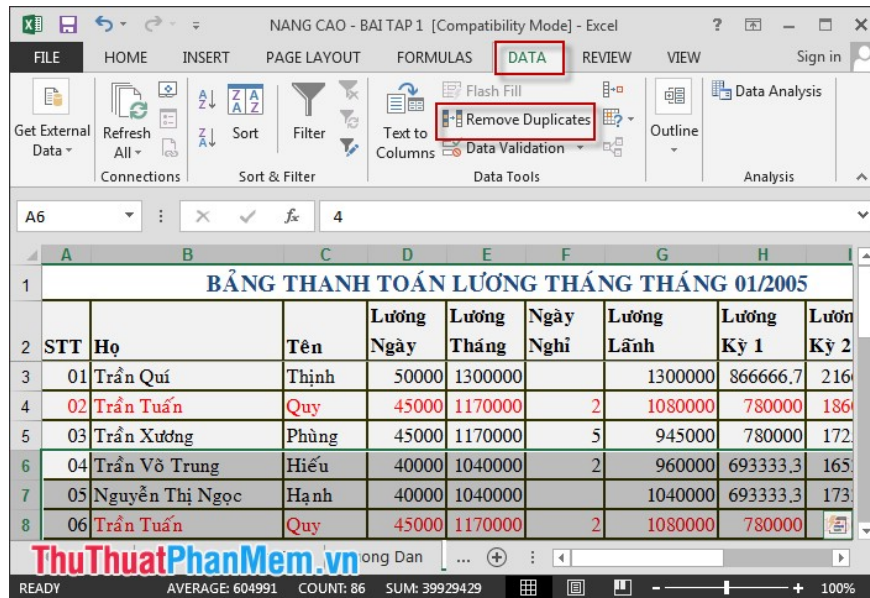 NANG CAO - BAI TAP 1 [Compatibility Mode] - Excel ?
FILE HOME INSERT PAGE LAYOUT FORMULAS DATA REVIEW VIEW Sign in
Get External Data Refresh All Sort Filter Text to Columns Flash Fill Remove Duplicates Data Validation Outline Data Analysis
Connections Sort & Filter Data Tools Analysis
A6 fx 4
A B C D E F G H I
1 BẢNG THANH TOÁN LƯƠNG THÁNG THÁNG 01/2005
2 STT Họ Tên Lương Ngày Lương Tháng Ngày Nghỉ Lương Lãnh Lương Kỳ 1 Kỳ 2
3 01 Trần Quí Thịnh 50000 1300000 1300000 866666,7
4 02 Trần Tuấn Quy 45000 1170000 2 1080000 780000
5 03 Trần Xương Phùng 45000 1170000 5 945000 780000
6 04 Trần Võ Trung Hiếu 40000 1040000 2 960000 693333,3
7 05 Nguyễn Thị Ngọc Hạnh 40000 1040000 1040000 693333,3
8 06 Trần Tuấn Quy 45000 1170000 2 1080000 780000
ThuThuatPhanMem.vn ong Dan ...
READY AVERAGE: 604991 COUNT: 86 SUM: 39929429 100%